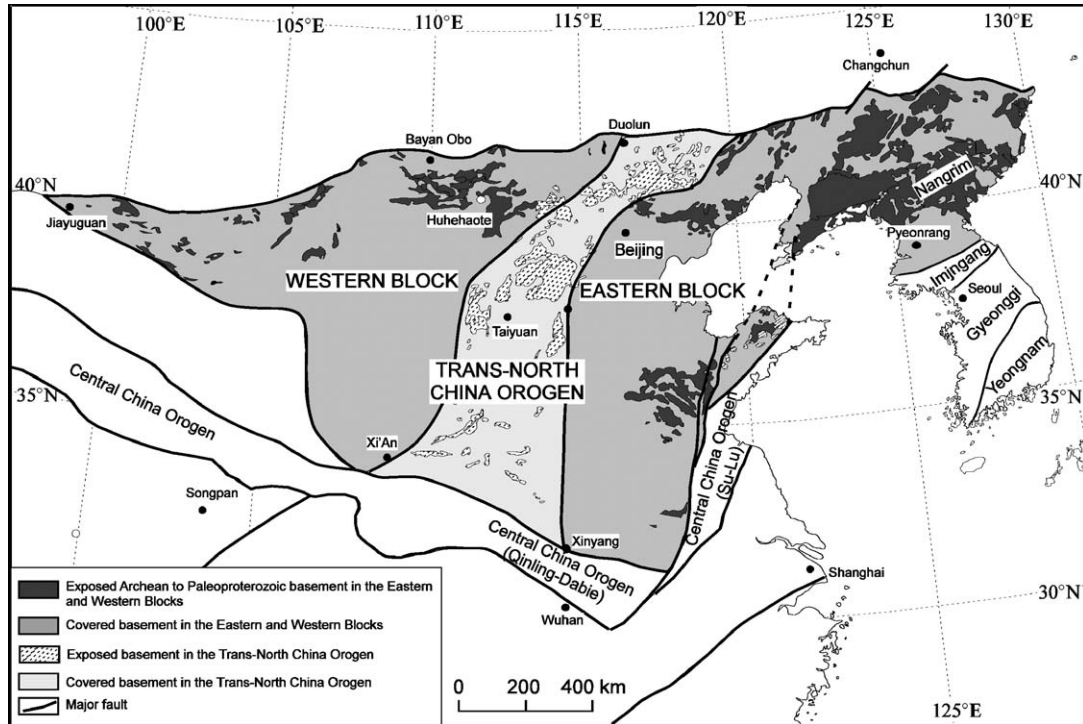 100°E
105°E
110°E
115°E
120°E
125°E
130°E
Changchun
Duolun
Bayan Obo
40°N
Jiayuguan
Huhehaote
Nangrim
40°N
Beijing
Pyeonrang
WESTERN BLOCK
EASTERN BLOCK
Imjngang
Seoul
Gyeonggi
Taiyuan
TRANS-NORTH
CHINA OROGEN
Yeongnam
35°N
35°N
Central China Orogen
Xi'An
Central China Orogen
(Su-Lu)
Songpan
Central China Orogen
(Qinling-Dabie)
Xinyang
Shanghai
Wuhan
30°N
Exposed Archean to Paleoproterozoic basement in the Eastern
and Western Blocks
Covered basement in the Eastern and Western Blocks
Exposed basement in the Trans-North China Orogen
Covered basement in the Trans-North China Orogen
Major fault
0 200 400 km
125°E